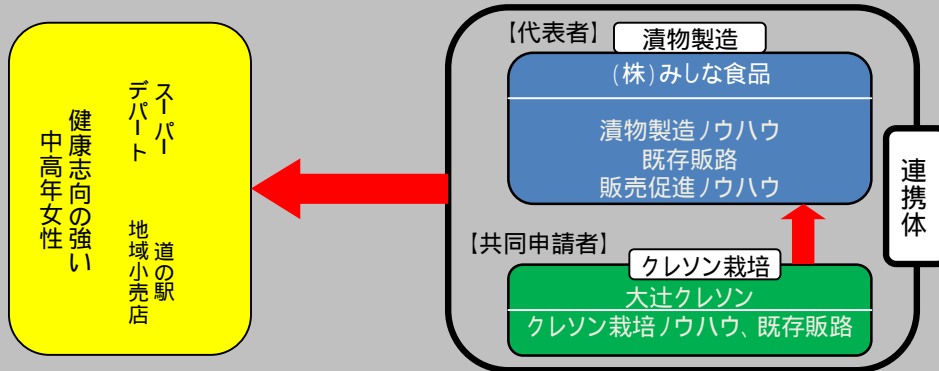 スーパー
デパート
道の駅
地域小売店
健康志向の強い
中高年女性
【代表者】
漬物製造
(株)みしな食品
漬物製造ノウハウ
既存販路
販売促進ノウハウ
【共同申請者】
クレソン栽培
大辻クレソン
クレソン栽培ノウハウ、既存販路
連携体